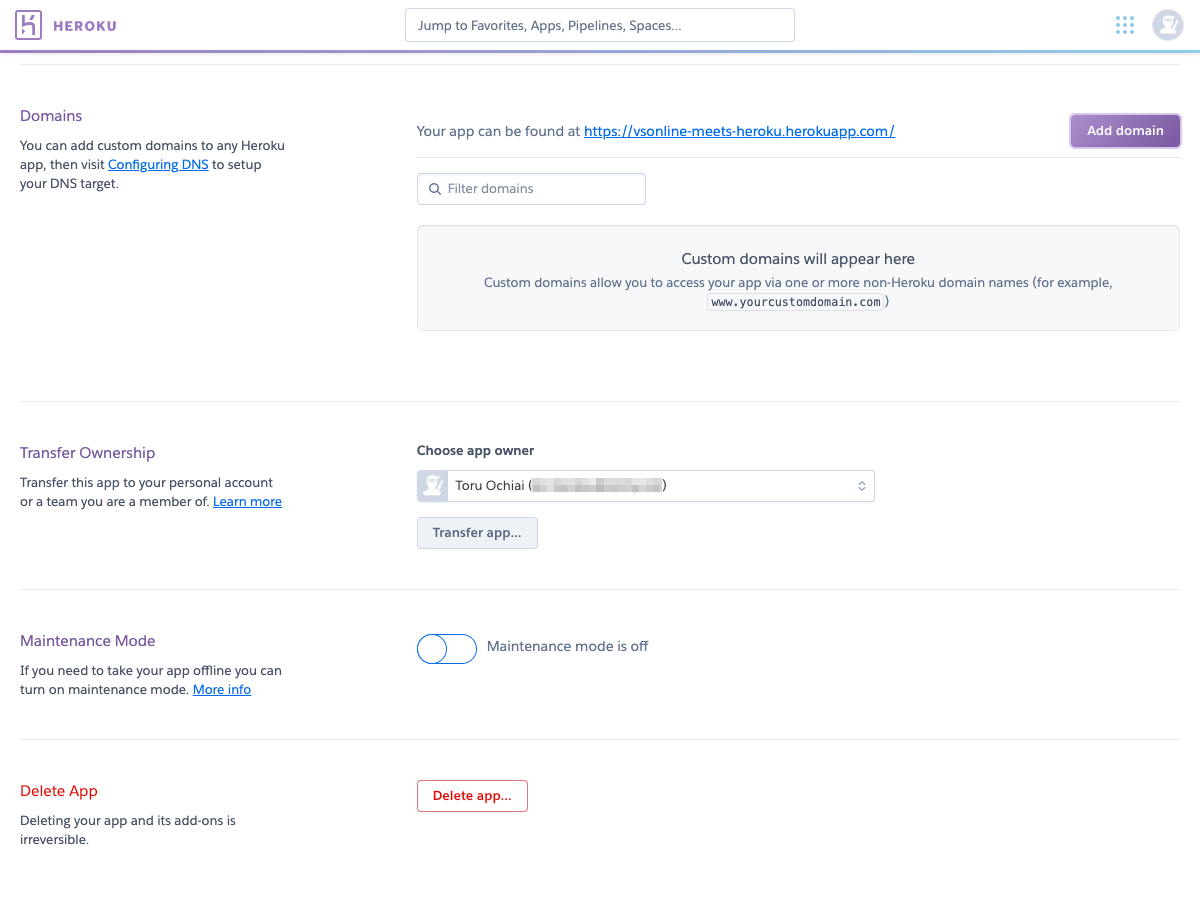 HEROKU
Jump to Favorites, Apps, Pipelines, Spaces...
Domains
You can add custom domains to any Heroku
app, then visit Configuring DNS to setup
your DNS target.
Your app can be found at https://vsonline-meets-heroku.herokuapp.com/
Add domain
Filter domains
Custom domains will appear here
Custom domains allow you to access your app via one or more non-Heroku domain names (for example,
www.yourcustomdomain.com)
Transfer Ownership
Transfer this app to your personal account
or a team you are a member of. Learn more
Choose app owner
Toru Ochiai ( )
Transfer app...
Maintenance Mode
If you need to take your app offline you can
turn on maintenance mode. More info
Maintenance mode is off
Delete App
Deleting your app and its add-ons is
irreversible.
Delete app...